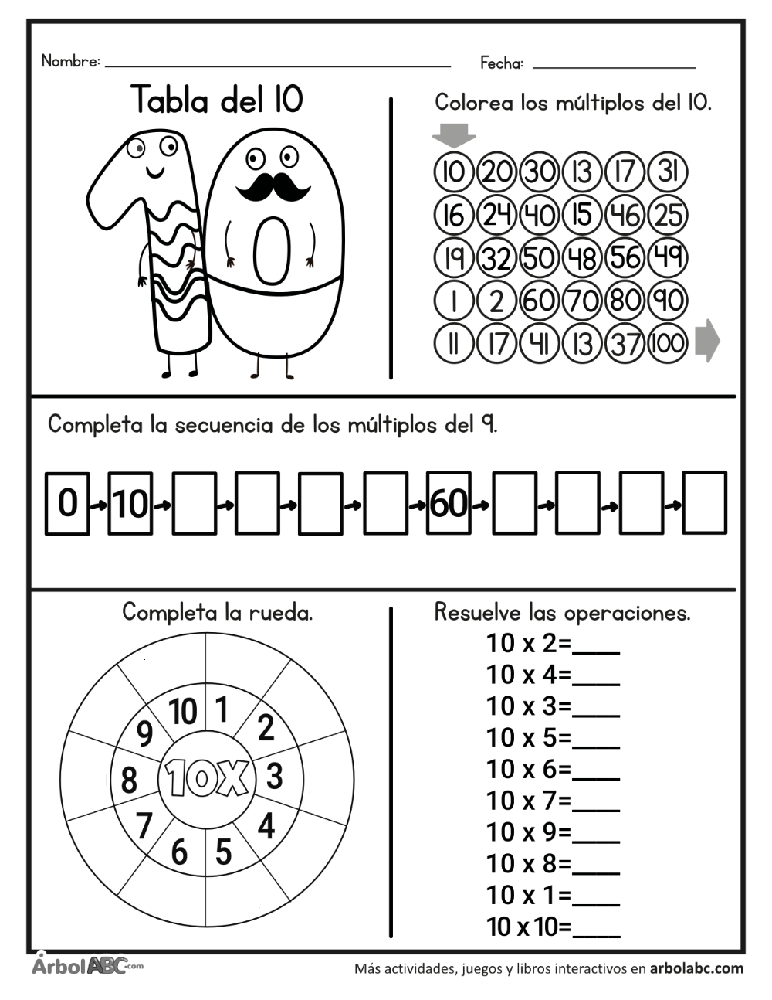 Nombre: Fecha:
Tabla del 10
10
Colorea los múltiplos del 10.
10 20 30 13 17 31
16 24 40 15 46 25
19 32 50 48 56 49
1 2 60 70 80 90
11 17 41 13 37 100
Completa la secuencia de los múltiplos del 9.
0 10 60
Completa la rueda.
10 1
9 2
8 10X 3
7 4
6 5
Resuelve las operaciones.
10 x 2=____
10 x 4=____
10 x 3=____
10 x 5=____
10 x 6=____
10 x 7=____
10 x 9=____
10 x 8=____
10 x 1=____
10 x 10=____
ÁrbolABC.com
Más actividades, juegos y libros interactivos en arbolabc.com